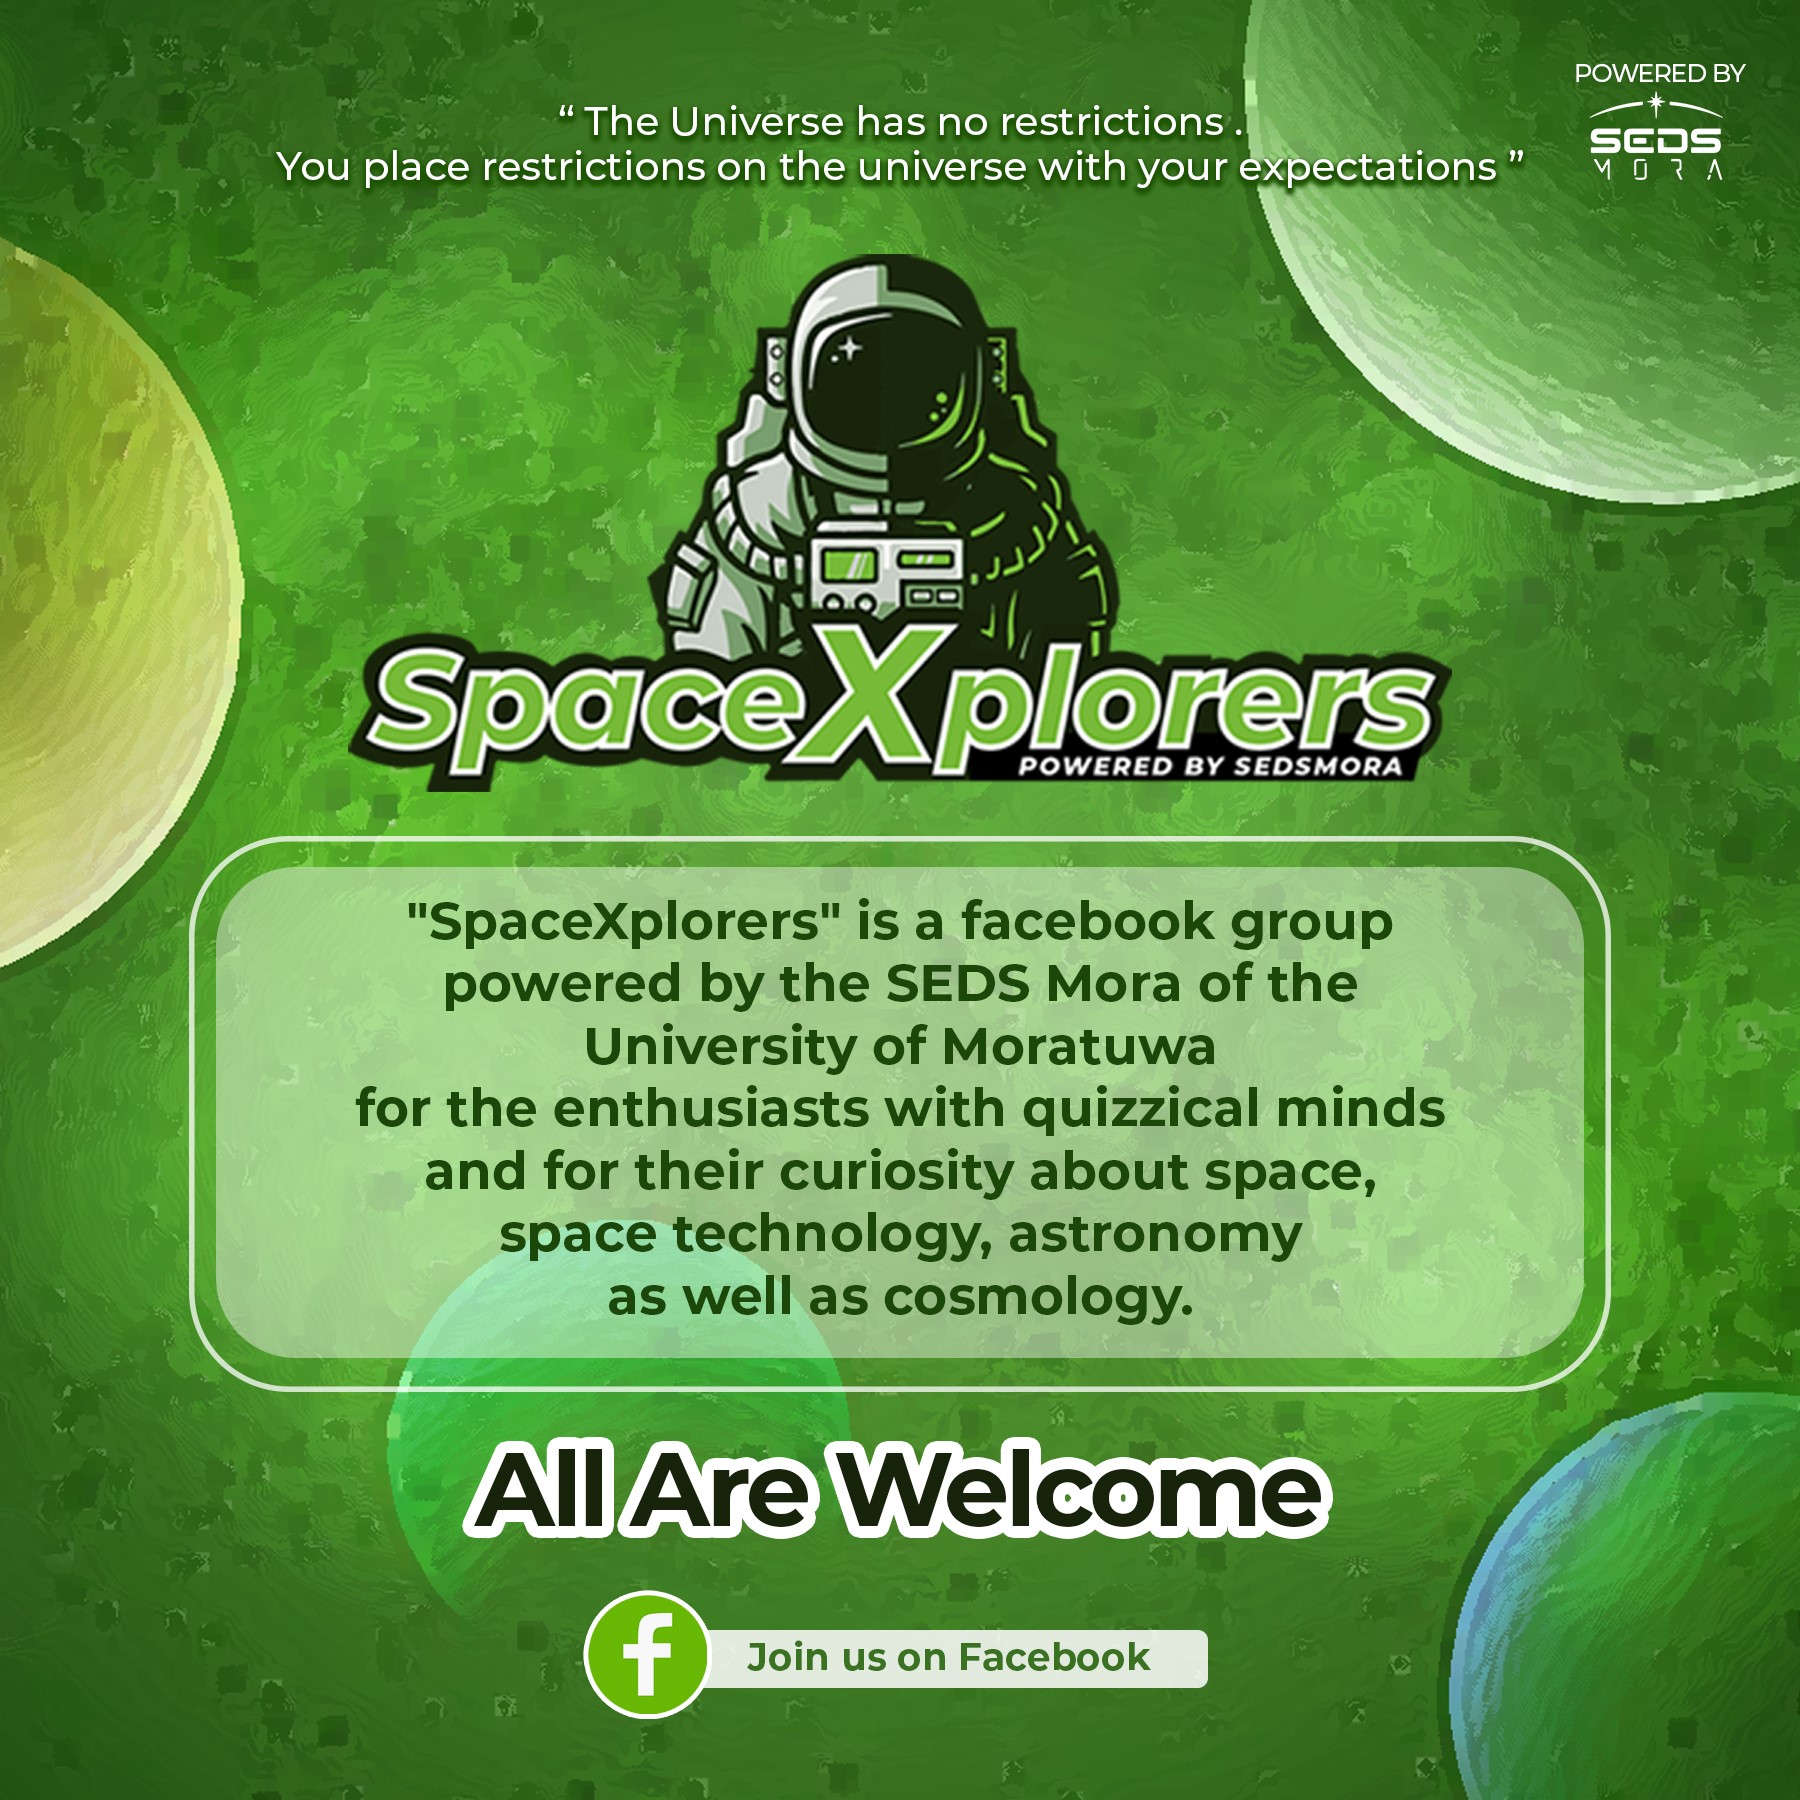 POWERED BY
SEDS
MORA
“ The Universe has no restrictions .
You place restrictions on the universe with your expectations ”
SpaceXplorers
POWERED BY SEDSMORA
"SpaceXplorers" is a facebook group
powered by the SEDS Mora of the
University of Moratuwa
for the enthusiasts with quizzical minds
and for their curiosity about space,
space technology, astronomy
as well as cosmology.
All Are Welcome
f
Join us on Facebook